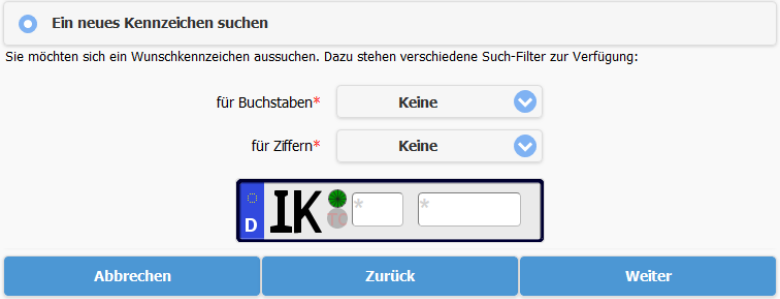 Ein neues Kennzeichen suchen
Sie möchten sich ein Wunschkennzeichen aussuchen. Dazu stehen verschiedene Such-Filter zur Verfügung:
für Buchstaben* Keine
für Ziffern* Keine
D IK * *
Abbrechen Zurück Weiter